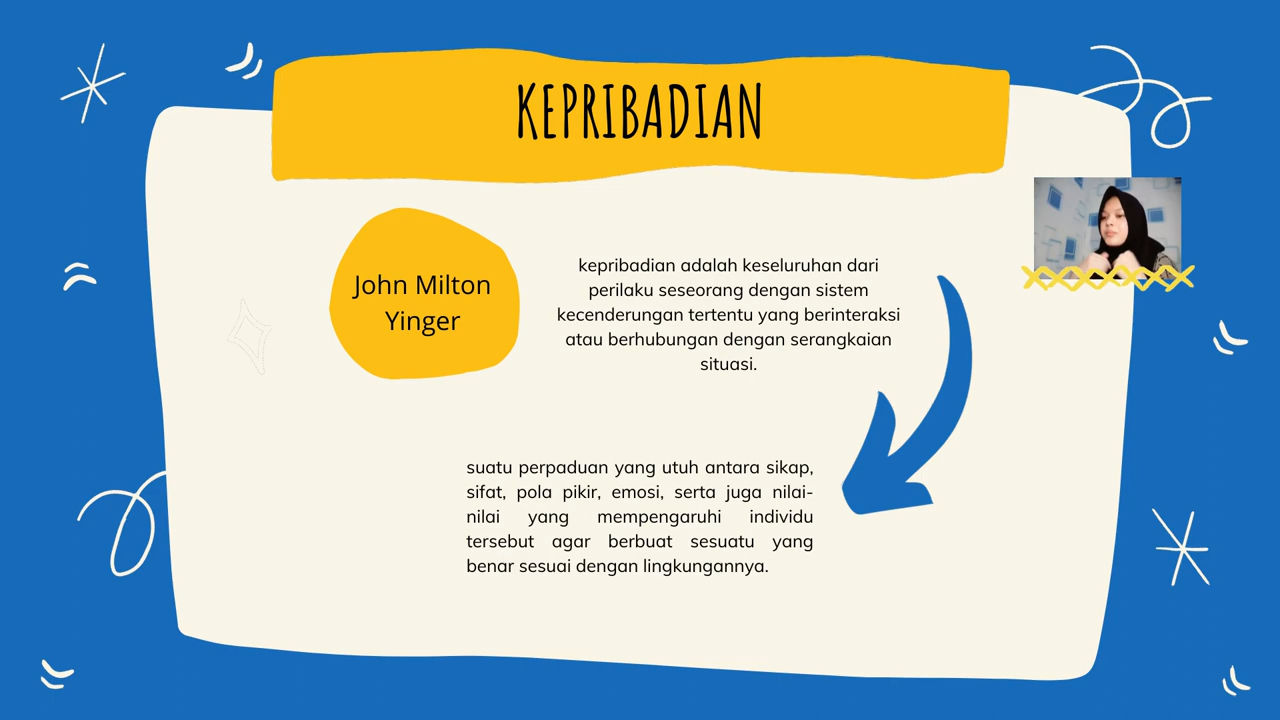 KEPRIBADIAN
John Milton
Yinger
kepribadian adalah keseluruhan dari
perilaku seseorang dengan sistem
kecenderungan tertentu yang berinteraksi
atau berhubungan dengan serangkaian
situasi.
suatu perpaduan yang utuh antara sikap,
sifat, pola pikir, emosi, serta juga nilai-
nilai yang mempengaruhi individu
tersebut agar berbuat sesuatu yang
benar sesuai dengan lingkungannya.